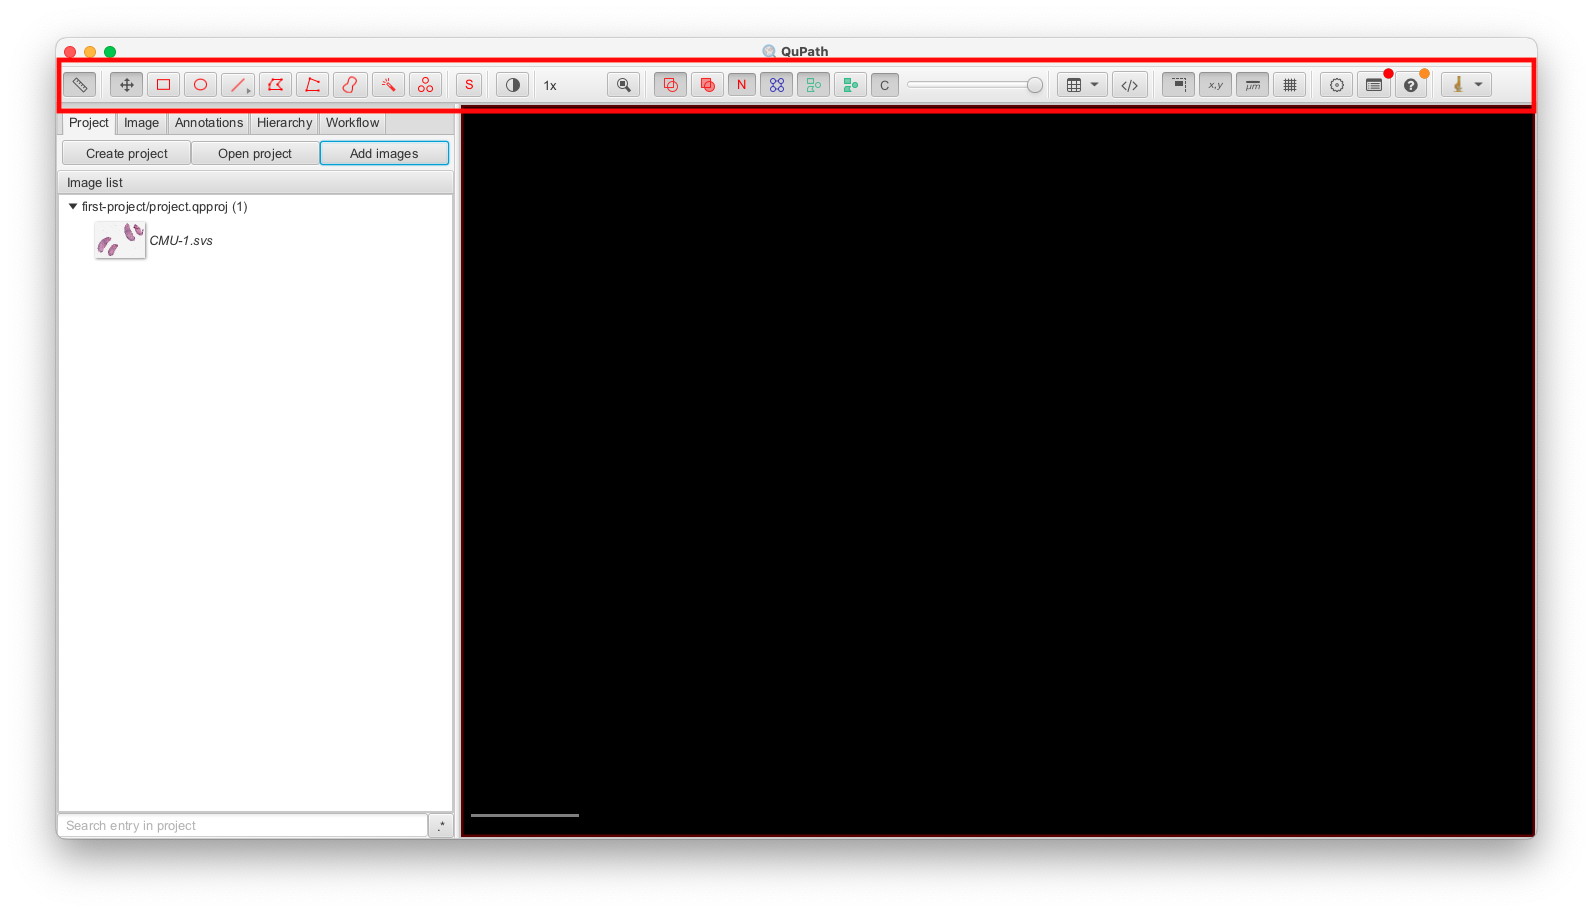 QuPath
S 1x N C </> x,y μm ?
Project Image Annotations Hierarchy Workflow
Create project Open project Add images
Image list
first-project/project.qpproj (1)
CMU-1.svs
Search entry in project .*